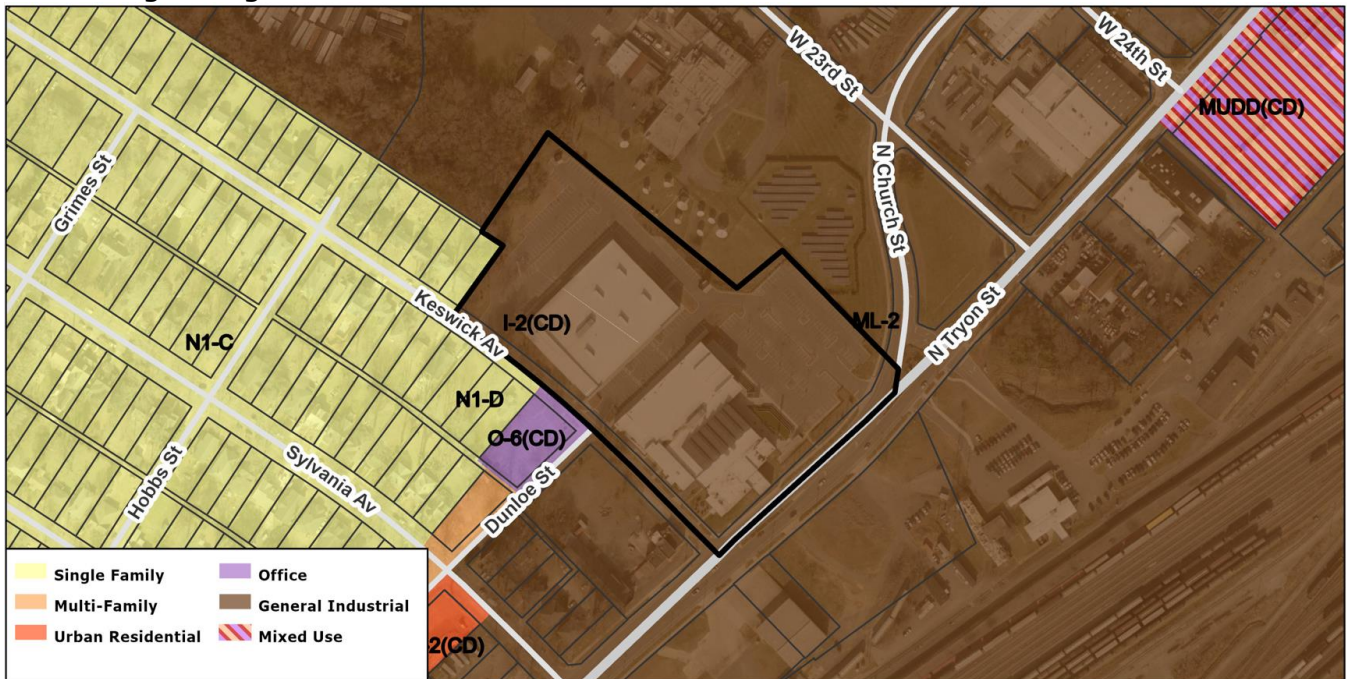 W 23rd St
W 24th St
MUDD(CD)
Grimes St
N Church St
Keswick Av
I-2(CD)
ML-2
N Tryon St
N1-C
N1-D
O-6(CD)
Hobbs St
Sylvania Av
Dunloe St
Single Family
Office
Multi-Family
General Industrial
Urban Residential
Mixed Use
2(CD)